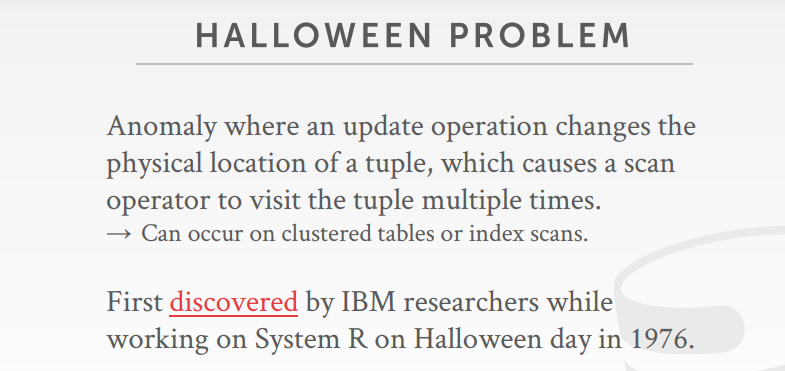 HALLOWEEN PROBLEM
Anomaly where an update operation changes the
physical location of a tuple, which causes a scan
operator to visit the tuple multiple times.
→ Can occur on clustered tables or index scans.
First discovered by IBM researchers while
working on System R on Halloween day in 1976.